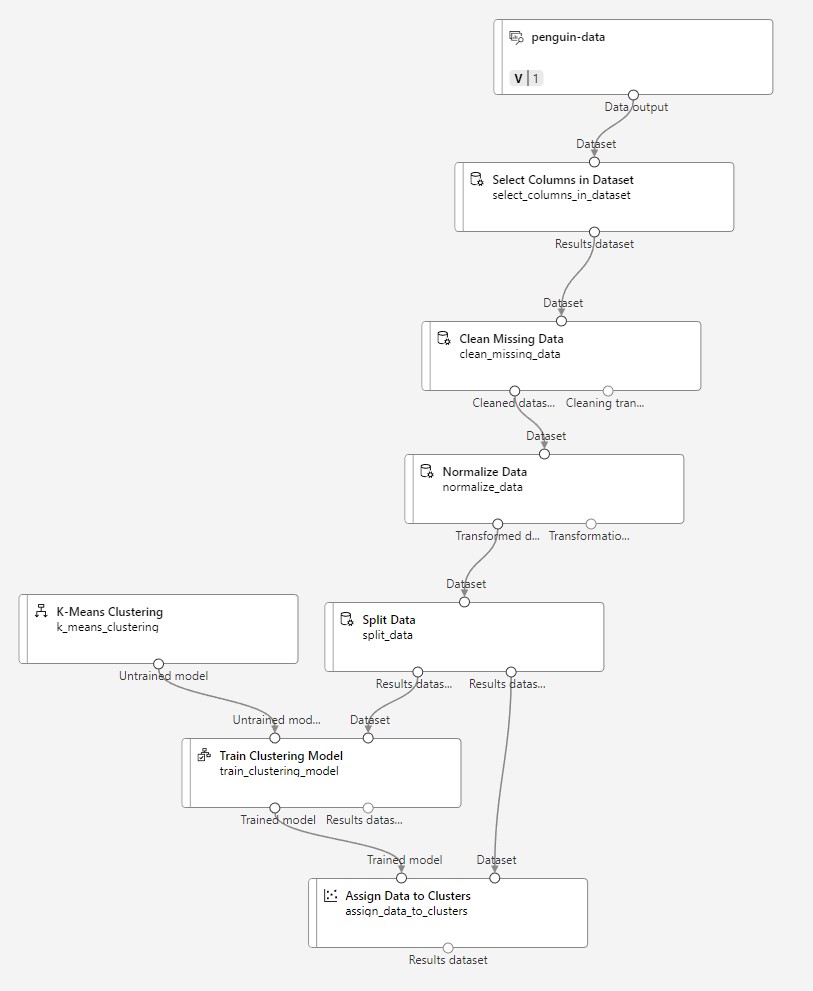 penguin-data
V 1
Data output
Dataset
Select Columns in Dataset
select_columns_in_dataset
Results dataset
Dataset
Clean Missing Data
clean_missing_data
Cleaned datas... Cleaning tran...
Dataset
Normalize Data
normalize_data
Transformed d... Transformatio...
Dataset
K-Means Clustering
k_means_clustering
Untrained model
Split Data
split_data
Results datas... Results datas...
Untrained mod... Dataset
Train Clustering Model
train_clustering_model
Trained model Results datas...
Trained model Dataset
Assign Data to Clusters
assign_data_to_clusters
Results dataset